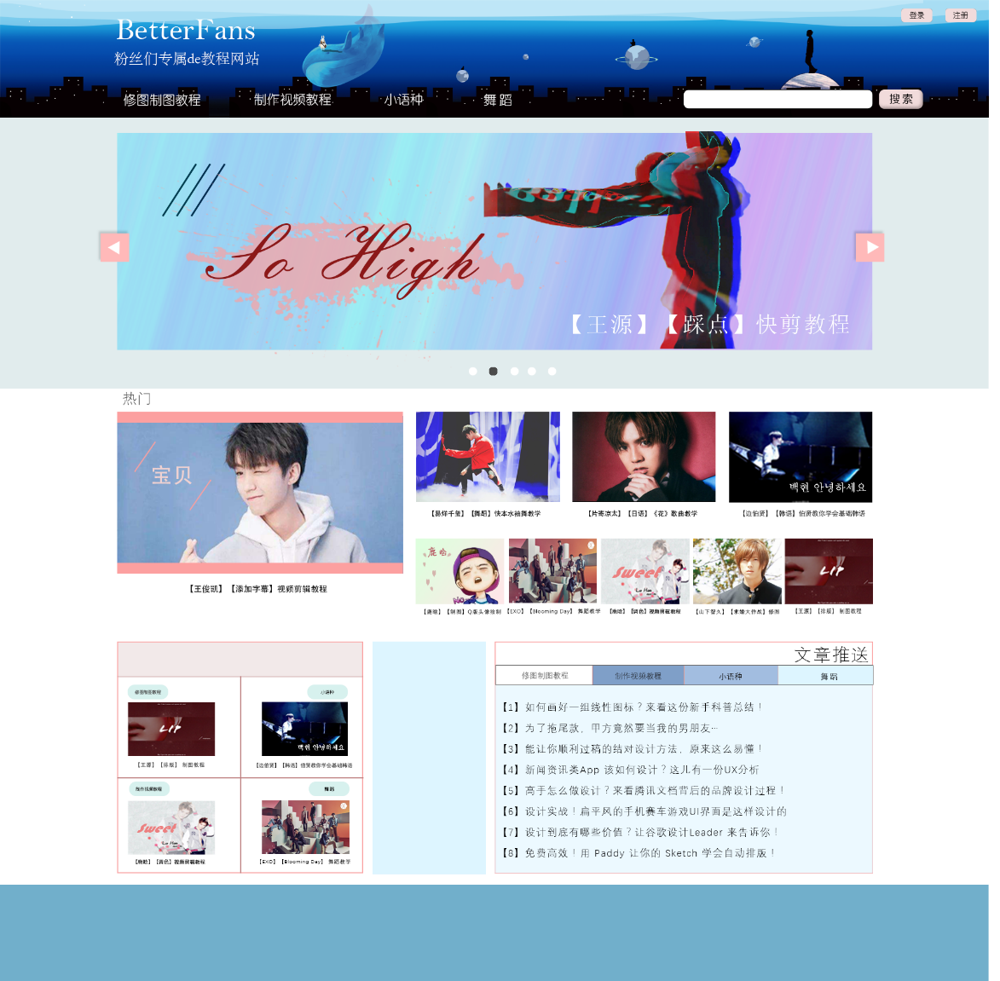 登录
注册
BetterFans
粉丝们专属de教程网站
修图制图教程
制作视频教程
小语种
舞 蹈
搜 索
So High
【王源】【踩点】快剪教程
热门
宝贝
【王俊凯】【添加字幕】视频剪辑教程
【易烊千玺】【舞蹈】快本水袖舞教学
【片寄凉太】【日语】《花》歌曲教学
백현 안녕하세요
【边伯贤】【韩语】伯贤教你学会基础韩语
鹿晗
【鹿晗】【制图】Q版头像绘制
【EXO】【Blooming Day】 舞蹈教学
Sweet
Lu Han
【鹿晗】【调色】视频剪辑教程
【山下智久】【求婚大作战】修图
LIP
【王源】【排版】 制图教程
修图制图教程
LIP
【王源】【排版】 制图教程
小语种
백현 안녕하세요
【边伯贤】【韩语】伯贤教你学会基础韩语
制作视频教程
Sweet
Lu Han
【鹿晗】【调色】视频剪辑教程
舞蹈
【EXO】【Blooming Day】 舞蹈教学
文章推送
修图制图教程
制作视频教程
小语种
舞 蹈
【1】如何画好一组线性图标？来看这份新手科普总结！
【2】为了拖尾款，甲方竟然要当我的男朋友…
【3】能让你顺利过稿的结对设计方法，原来这么易懂！
【4】新闻资讯类App 该如何设计？这儿有一份UX分析
【5】高手怎么做设计？来看腾讯文档背后的品牌设计过程！
【6】设计实战！扁平风的手机赛车游戏UI界面是这样设计的
【7】设计到底有哪些价值？让谷歌设计Leader 来告诉你！
【8】免费高效！用 Paddy 让你的 Sketch 学会自动排版！